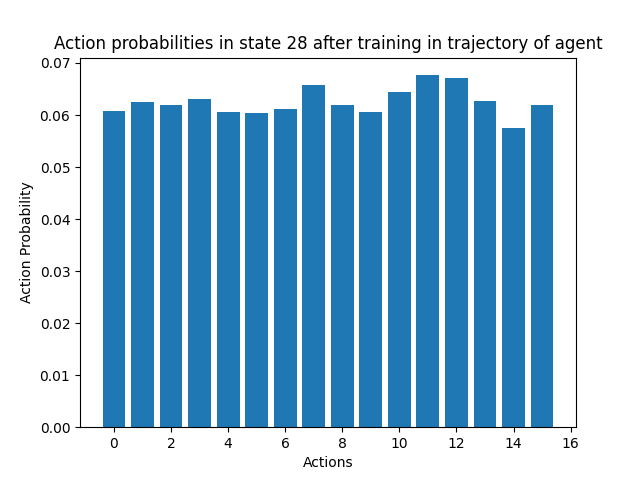 Action probabilities in state 28 after training in trajectory of agent
0.07
0.06
0.05
0.04
0.03
0.02
0.01
0.00
Action Probability
0 2 4 6 8 10 12 14 16
Actions